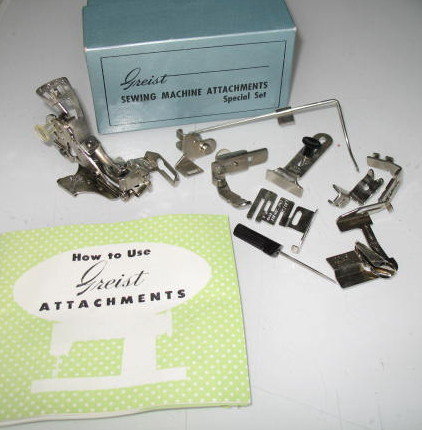 Greist
SEWING MACHINE ATTACHMENTS
Special Set
How to Use
Greist
ATTACHMENTS